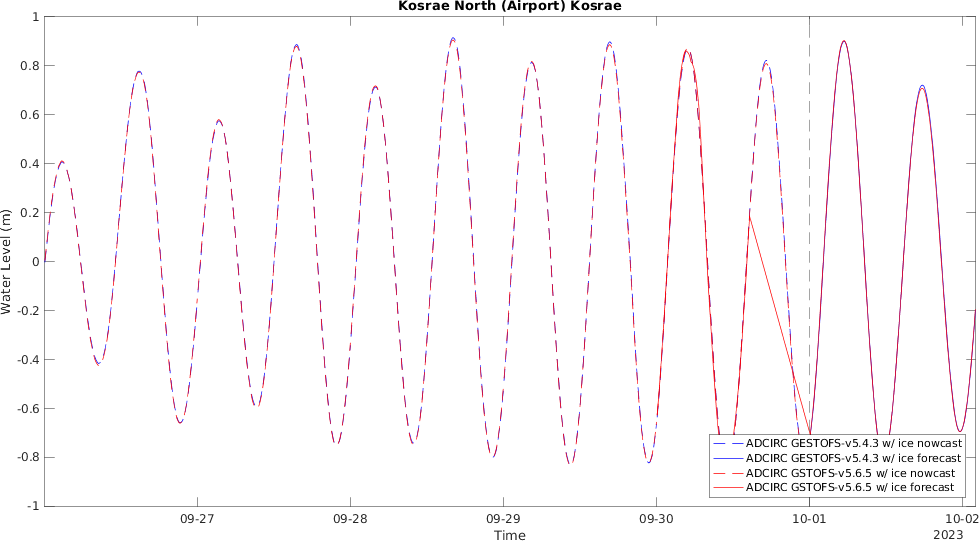 Kosrae North (Airport) Kosrae
1
0.8
0.6
0.4
0.2
0
-0.2
-0.4
-0.6
-0.8
-1
Water Level (m)
ADCIRC GESTOFS-v5.4.3 w/ ice nowcast
ADCIRC GESTOFS-v5.4.3 w/ ice forecast
ADCIRC GSTOFS-v5.6.5 w/ ice nowcast
ADCIRC GSTOFS-v5.6.5 w/ ice forecast
09-27 09-28 09-29 09-30 10-01 10-02
Time
2023